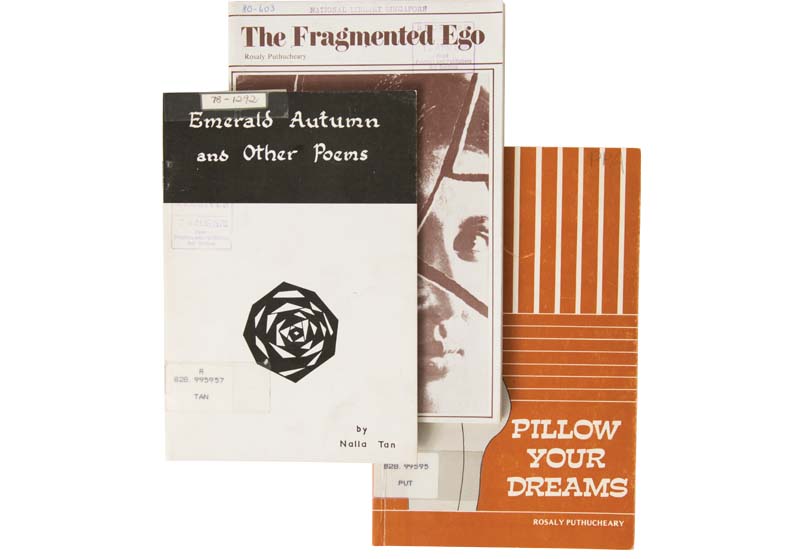 80-603
NATIONAL LIBRARY SINGAPORE
The Fragmented Ego
Rosaly Puthucheary
78-1292
Emerald Autumn
and Other Poems
R
828.995957
TAN
by
Nalla Tan
828.99595
PUT
PILLOW
YOUR
DREAMS
ROSALY PUTHUCHEARY